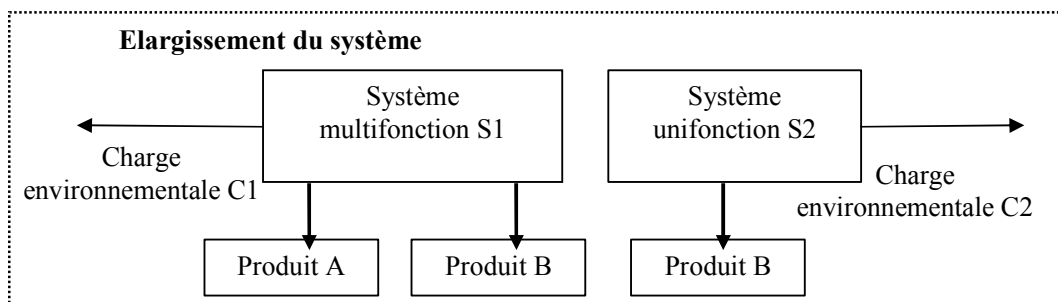 Elargissement du système
Système
multifonction S1
Système
unifonction S2
Charge
environnementale C1
Charge
environnementale C2
Produit A
Produit B
Produit B